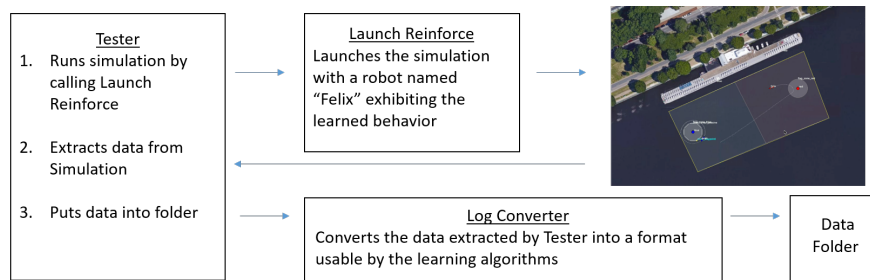 Tester
1. Runs simulation by
calling Launch
Reinforce
2. Extracts data from
Simulation
3. Puts data into folder
Launch Reinforce
Launches the simulation
with a robot named
“Felix” exhibiting the
learned behavior
Log Converter
Converts the data extracted by Tester into a format
usable by the learning algorithms
Data
Folder